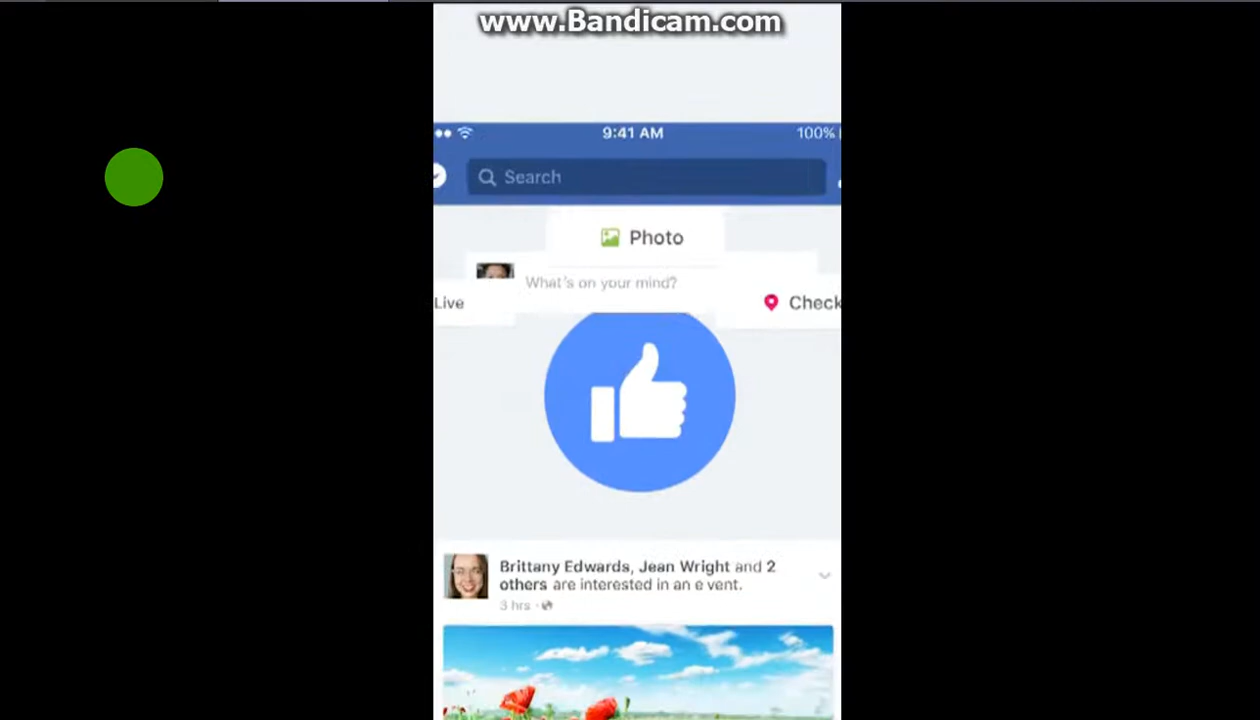 www.Bandicam.com
9:41 AM 100%
Search
Photo
What's on your mind?
Live Check
Brittany Edwards, Jean Wright and 2
others are interested in an e vent.
3 hrs ·